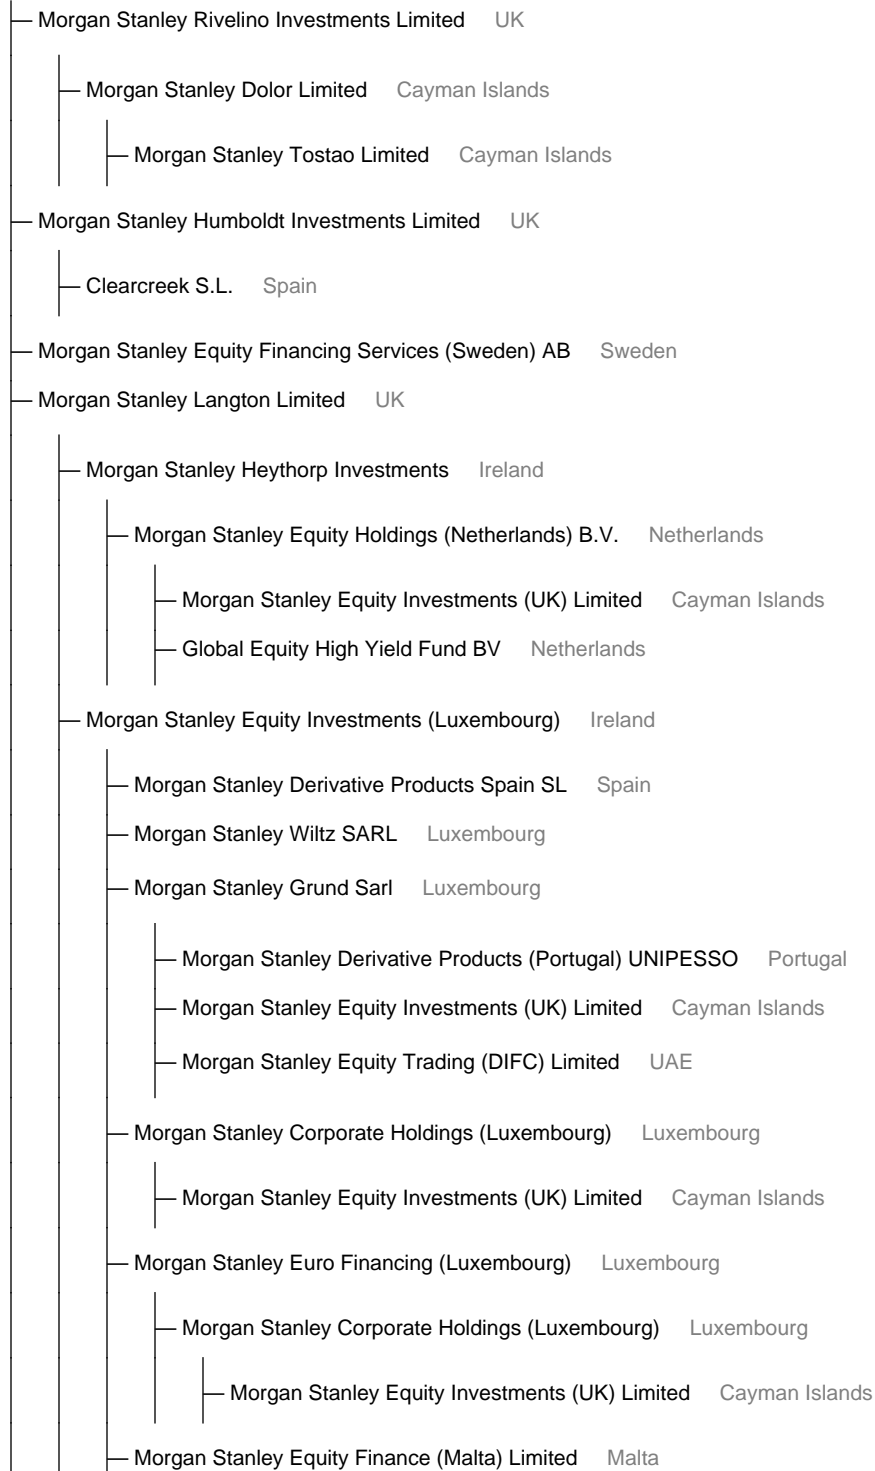 Morgan Stanley Rivelino Investments Limited UK
Morgan Stanley Dolor Limited Cayman Islands
Morgan Stanley Tostao Limited Cayman Islands
Morgan Stanley Humboldt Investments Limited UK
Clearcreek S.L. Spain
Morgan Stanley Equity Financing Services (Sweden) AB Sweden
Morgan Stanley Langton Limited UK
Morgan Stanley Heythorp Investments Ireland
Morgan Stanley Equity Holdings (Netherlands) B.V. Netherlands
Morgan Stanley Equity Investments (UK) Limited Cayman Islands
Global Equity High Yield Fund BV Netherlands
Morgan Stanley Equity Investments (Luxembourg) Ireland
Morgan Stanley Derivative Products Spain SL Spain
Morgan Stanley Wiltz SARL Luxembourg
Morgan Stanley Grund Sarl Luxembourg
Morgan Stanley Derivative Products (Portugal) UNIPESSO Portugal
Morgan Stanley Equity Investments (UK) Limited Cayman Islands
Morgan Stanley Equity Trading (DIFC) Limited UAE
Morgan Stanley Corporate Holdings (Luxembourg) Luxembourg
Morgan Stanley Equity Investments (UK) Limited Cayman Islands
Morgan Stanley Euro Financing (Luxembourg) Luxembourg
Morgan Stanley Corporate Holdings (Luxembourg) Luxembourg
Morgan Stanley Equity Investments (UK) Limited Cayman Islands
Morgan Stanley Equity Finance (Malta) Limited Malta